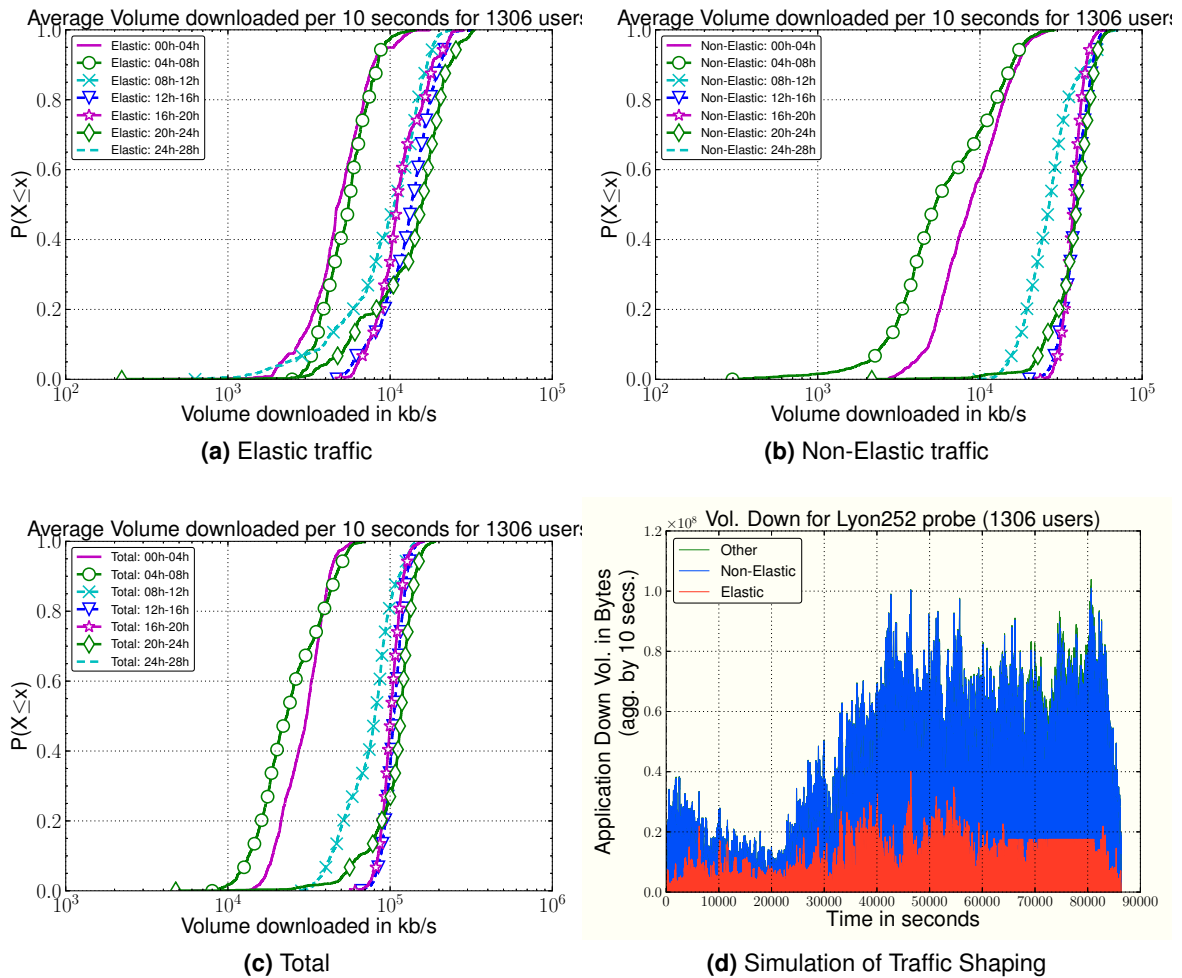 Average Volume downloaded per 10 seconds for 1306 users
P(X≤x)
1.0
0.8
0.6
0.4
0.2
0.0
Elastic: 00h-04h
Elastic: 04h-08h
Elastic: 08h-12h
Elastic: 12h-16h
Elastic: 16h-20h
Elastic: 20h-24h
Elastic: 24h-28h
10^2 10^3 10^4 10^5
Volume downloaded in kb/s
(a) Elastic traffic
Average Volume downloaded per 10 seconds for 1306 users
P(X≤x)
1.0
0.8
0.6
0.4
0.2
0.0
Non-Elastic: 00h-04h
Non-Elastic: 04h-08h
Non-Elastic: 08h-12h
Non-Elastic: 12h-16h
Non-Elastic: 16h-20h
Non-Elastic: 20h-24h
Non-Elastic: 24h-28h
10^2 10^3 10^4 10^5
Volume downloaded in kb/s
(b) Non-Elastic traffic
Average Volume downloaded per 10 seconds for 1306 users
P(X≤x)
1.0
0.8
0.6
0.4
0.2
0.0
Total: 00h-04h
Total: 04h-08h
Total: 08h-12h
Total: 12h-16h
Total: 16h-20h
Total: 20h-24h
Total: 24h-28h
10^3 10^4 10^5 10^6
Volume downloaded in kb/s
(c) Total
Vol. Down for Lyon252 probe (1306 users)
×10^8
Application Down Vol. in Bytes
(agg. by 10 secs.)
1.2
1.0
0.8
0.6
0.4
0.2
0.0
Other
Non-Elastic
Elastic
0 10000 20000 30000 40000 50000 60000 70000 80000 90000
Time in seconds
(d) Simulation of Traffic Shaping